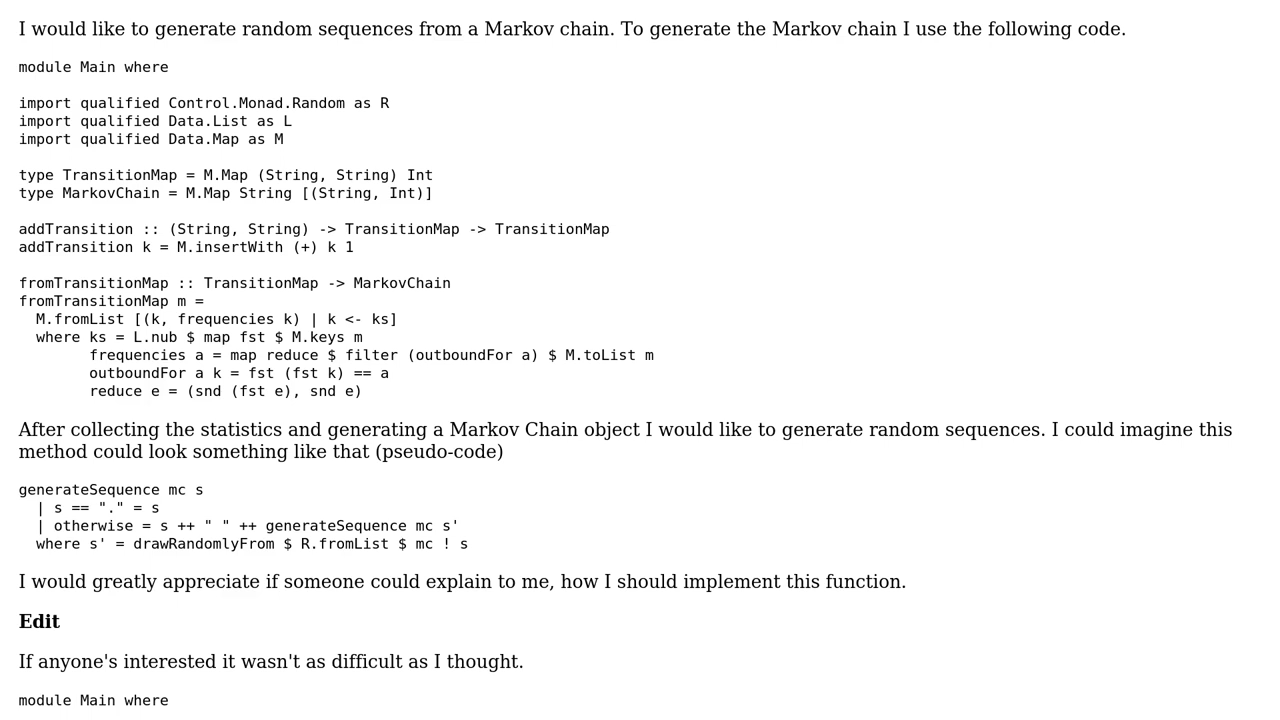 I would like to generate random sequences from a Markov chain. To generate the Markov chain I use the following code.
module Main where
import qualified Control.Monad.Random as R
import qualified Data.List as L
import qualified Data.Map as M
type TransitionMap = M.Map (String, String) Int
type MarkovChain = M.Map String [(String, Int)]
addTransition :: (String, String) -> TransitionMap -> TransitionMap
addTransition k = M.insertWith (+) k 1
fromTransitionMap :: TransitionMap -> MarkovChain
fromTransitionMap m =
  M.fromList [(k, frequencies k) | k <- ks]
  where ks = L.nub $ map fst $ M.keys m
        frequencies a = map reduce $ filter (outboundFor a) $ M.toList m
        outboundFor a k = fst (fst k) == a
        reduce e = (snd (fst e), snd e)
After collecting the statistics and generating a Markov Chain object I would like to generate random sequences. I could imagine this
method could look something like that (pseudo-code)
generateSequence mc s
  | s == "." = s
  | otherwise = s ++ " " ++ generateSequence mc s'
  where s' = drawRandomlyFrom $ R.fromList $ mc ! s
I would greatly appreciate if someone could explain to me, how I should implement this function.
Edit
If anyone's interested it wasn't as difficult as I thought.
module Main where